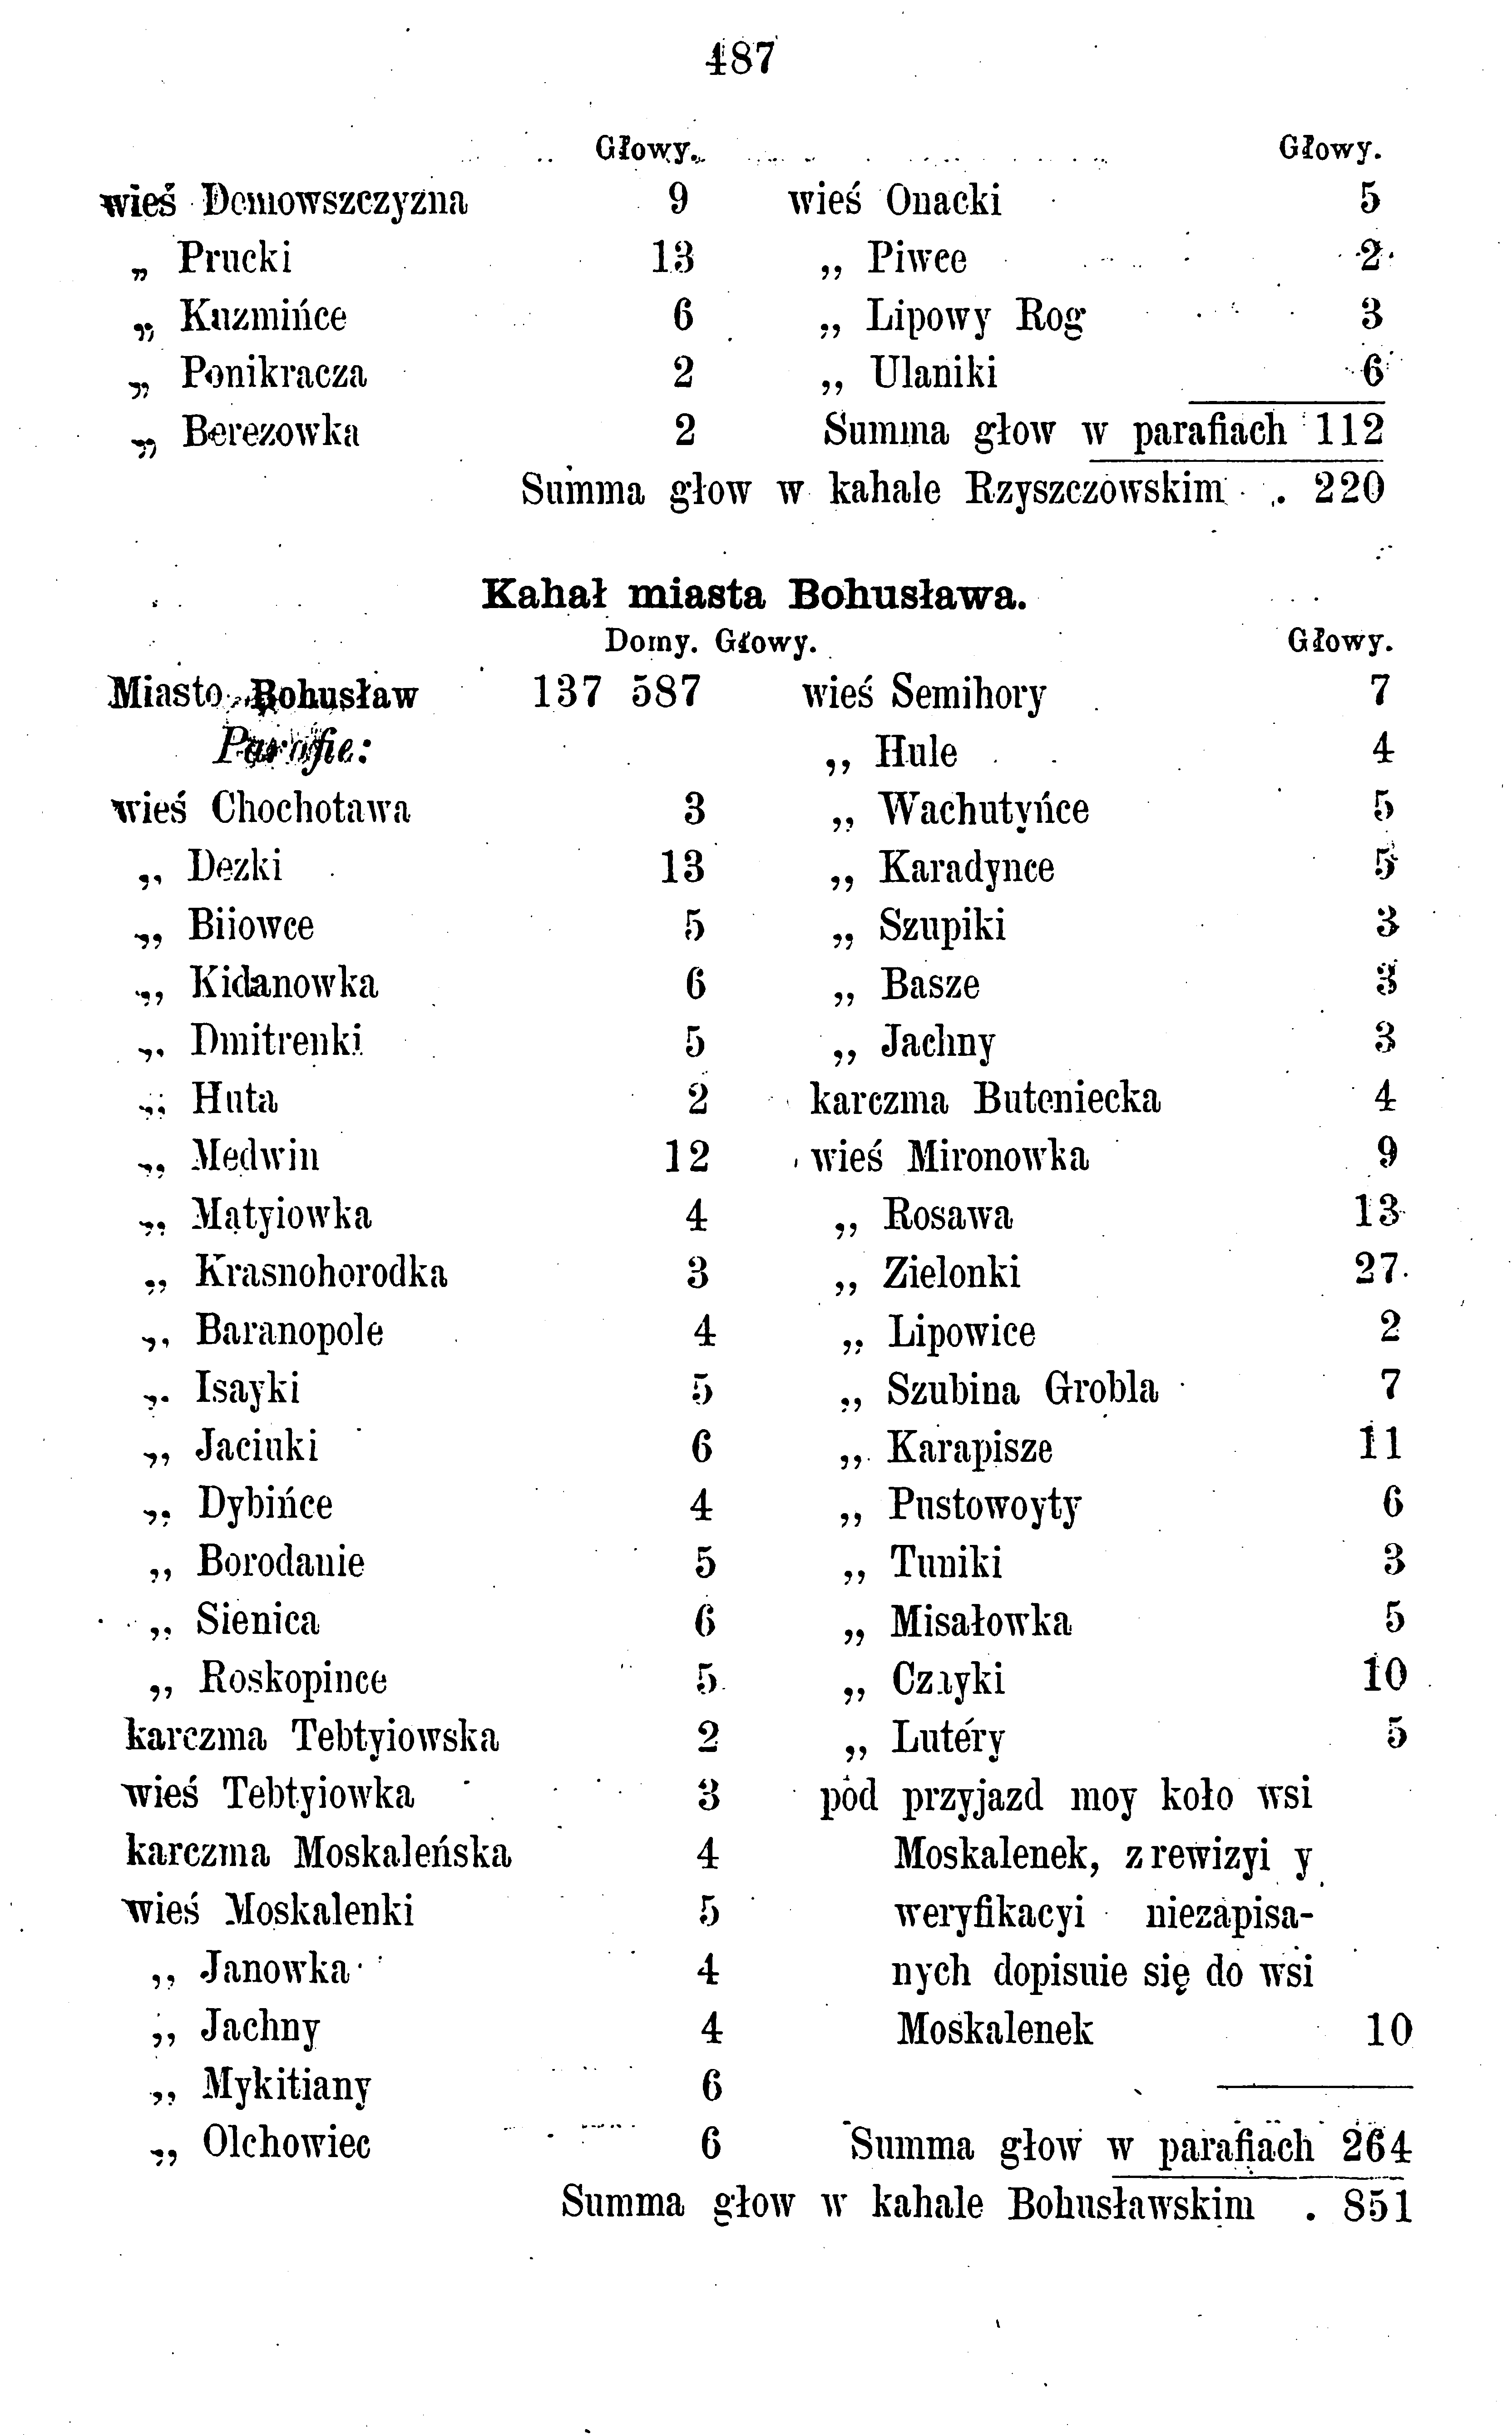 487
Głowy.
wieś Domowszczyzna 9
„ Prucki 13
„ Kuzmińce 6
„ Ponikracza 2
„ Berezowka 2
Głowy.
wieś Onacki 5
„ Piwce 2
„ Lipowy Rog 3
„ Ulaniki 6
Summa głow w parafiach 112
Summa głow w kahale Rzyszczowskim . 220
Kahał miasta Bohusława.
Domy. Głowy.
Miasto Bohusław 137 587
Parafie:
wieś Chochotawa 3
„ Dezki 13
„ Biiowce 5
„ Kidanowka 6
„ Dmitrenki 5
„ Huta 2
„ Medwin 12
„ Matyiowka 4
„ Krasnohorodka 3
„ Baranopole 4
„ Isayki 5
„ Jaciuki 6
„ Dybińce 4
„ Borodanie 5
„ Sienica 6
„ Roskopince 5
karczma Tebtyiowska 2
wieś Tebtyiowka 3
karczma Moskaleńska 4
wieś Moskalenki 5
„ Janowka 4
„ Jachny 4
„ Mykitiany 6
„ Olchowiec 6
Głowy.
wieś Semihory 7
„ Hule 4
„ Wachutyńce 5
„ Karadynce 5
„ Szupiki 3
„ Basze 3
„ Jachny 3
karczma Buteniecka 4
wieś Mironowka 9
„ Rosawa 13
„ Zielonki 27
„ Lipowice 2
„ Szubina Grobla 7
„ Karapisze 11
„ Pustowoyty 6
„ Tuniki 3
„ Misałowka 5
„ Czayki 10
„ Lutery 5
pod przyjazd moy koło wsi
Moskalenek, z rewizyi y
weryfikacyi niezapisa-
nych dopisuie się do wsi
Moskalenek 10
Summa głow w parafiach 264
Summa głow w kahale Bohusławskim . 851